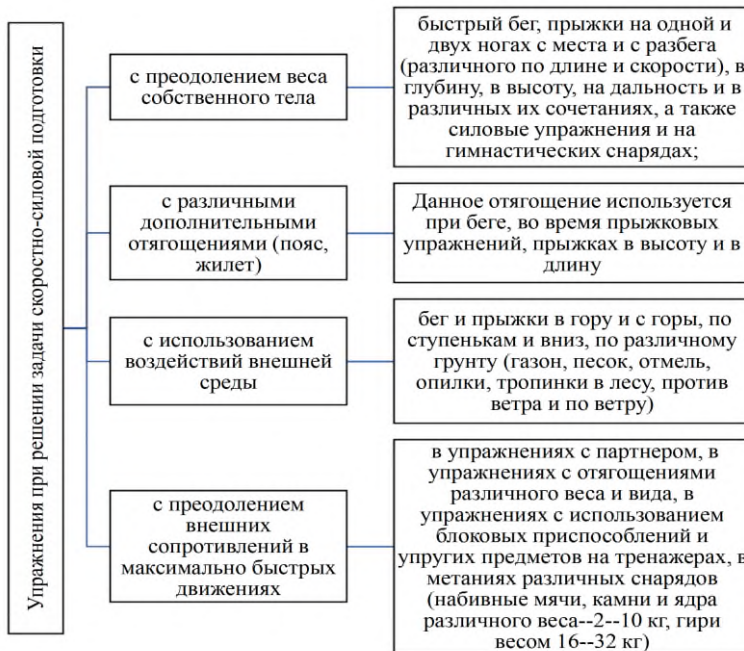 Упражнения при решении задачи скоростно-силовой подготовки
с преодолением веса
собственного тела
быстрый бег, прыжки на одной и
двух ногах с места и с разбега
(различного по длине и скорости), в
глубину, в высоту, на дальность и в
различных их сочетаниях, а также
силовые упражнения и на
гимнастических снарядах;
с различными
дополнительными
отягощениями (пояс,
жилет)
Данное отягощение используется
при беге, во время прыжковых
упражнений, прыжках в высоту и в
длину
с использованием
воздействий внешней
среды
бег и прыжки в гору и с горы, по
ступенькам и вниз, по различному
грунту (газон, песок, отмель,
опилки, тропинки в лесу, против
ветра и по ветру)
с преодолением
внешних
сопротивлений в
максимально быстрых
движениях
в упражнениях с партнером, в
упражнениях с отягощениями
различного веса и вида, в
упражнениях с использованием
блоковых приспособлений и
упругих предметов на тренажерах, в
метаниях различных снарядов
(набивные мячи, камни и ядра
различного веса--2--10 кг, гири
весом 16--32 кг)